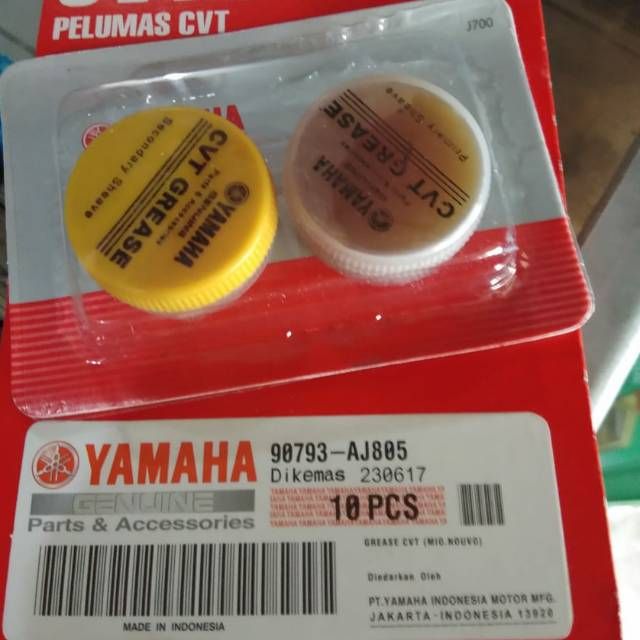 PELUMAS CVT
J700
YAMAHA
Secondary Sheave
CVT GREASE
YAMAHA
Primary Sheave
CVT GREASE
YAMAHA
YAMAHA
90793-AJ805
Dikemas 230617
GENUINE
10 PCS
Parts & Accessories
GREASE CVT (MIO.NOUVO)
Diedarkan Oleh
PT.YAMAHA INDONESIA MOTOR MFG.
JAKARTA-INDONESIA 13920
MADE IN INDONESIA